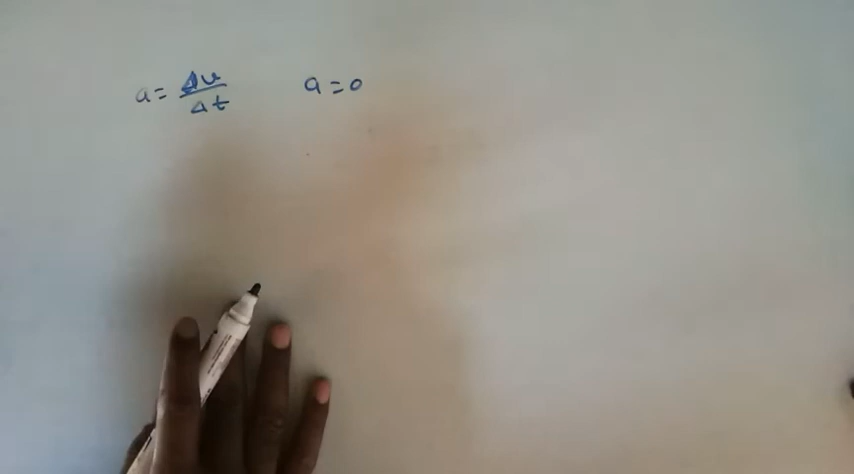 a = Δv/Δt a = 0